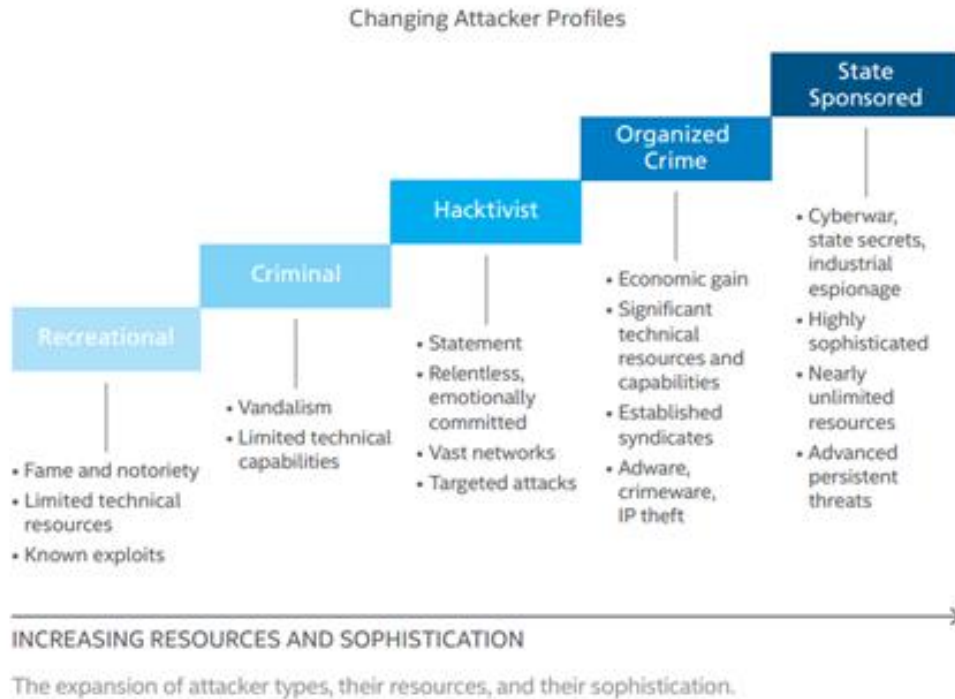 Changing Attacker Profiles
State
Sponsored
Organized
Crime
Hacktivist
Criminal
Recreational
• Fame and notoriety
• Limited technical
resources
• Known exploits
• Vandalism
• Limited technical
capabilities
• Statement
• Relentless,
emotionally
committed
• Vast networks
• Targeted attacks
• Economic gain
• Significant
technical
resources and
capabilities
• Established
syndicates
• Adware,
crimeware,
IP theft
• Cyberwar,
state secrets,
industrial
espionage
• Highly
sophisticated
• Nearly
unlimited
resources
• Advanced
persistent
threats
INCREASING RESOURCES AND SOPHISTICATION
The expansion of attacker types, their resources, and their sophistication.